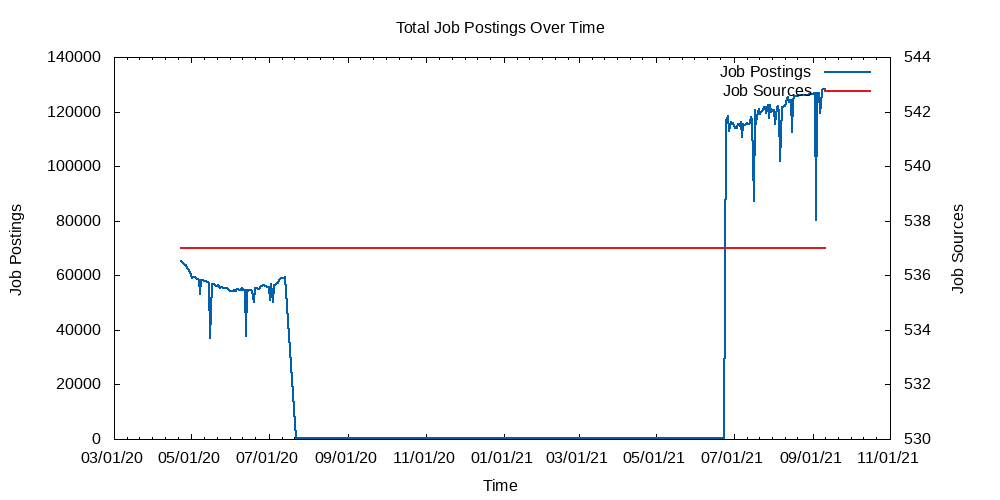 Total Job Postings Over Time
140000
120000
100000
80000
60000
40000
20000
0
544
542
540
538
536
534
532
530
Job Postings
Job Sources
Job Postings
Job Sources
03/01/20 05/01/20 07/01/20 09/01/20 11/01/20 01/01/21 03/01/21 05/01/21 07/01/21 09/01/21 11/01/21
Time